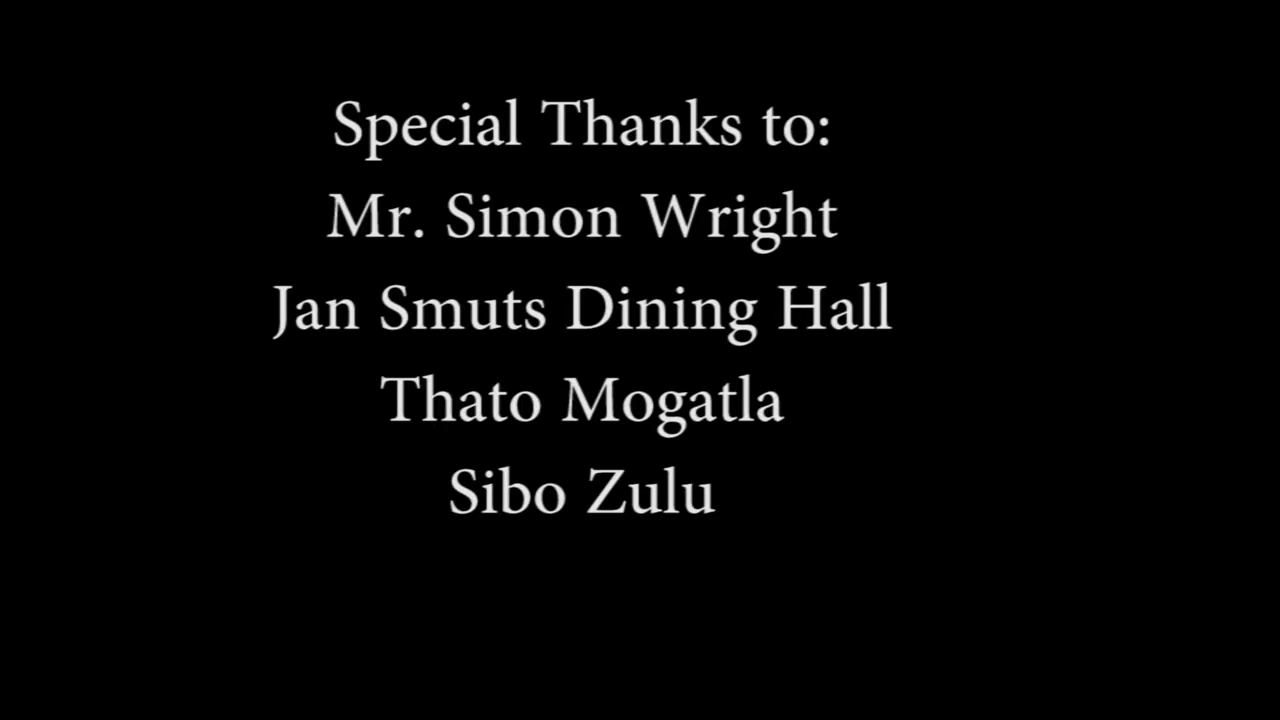 Special Thanks to:
Mr. Simon Wright
Jan Smuts Dining Hall
Thato Mogatla
Sibo Zulu